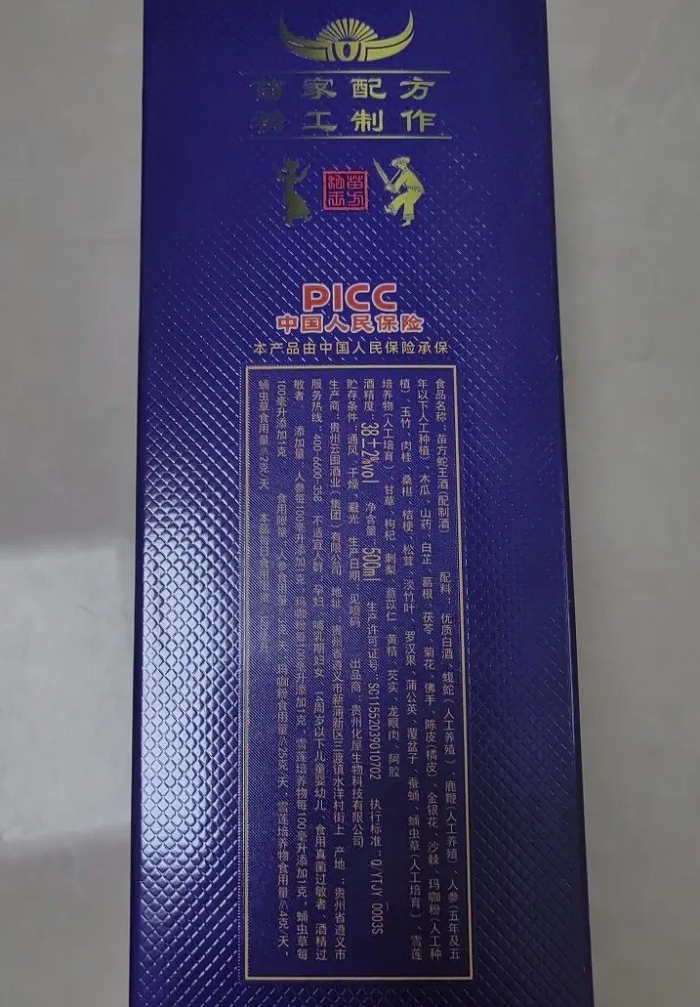 苗家配方
协工制作
苗方
酒王
PICC
中国人民保险
本产品由中国人民保险承保
食品名称：苗方蛇王酒(配制酒) 配料：优质白酒、蝮蛇(人工养殖)、鹿鞭(人工养殖)、人参(五年及五
年以下人工种植)木瓜、山药、白芷、葛根、茯苓、菊花、佛手、陈皮(橘皮)、金银花、沙棘、玛咖粉(人工种
植)、玉竹、肉桂、桑椹、桔梗、松茸、淡竹叶、罗汉果、蒲公英、覆盆子、蚕蛹、蛹虫草(人工培育)、雪莲
培养物(人工培育)、甘草、枸杞、刺梨、薏苡仁、黄精、芡实、龙眼肉、阿胶
酒精度：38±2%vol 净含量：500ml 生产许可证号：SC11552039010702 执行标准：Q/YTJY 0003S
贮存条件：通风、干燥、避光 生产日期：见喷码 出品商：贵州化屋生物科技有限公司
生产商：贵州云囤酒业(集团)有限公司 地址：贵州省遵义市新蒲新区三渡镇水洋村街上 产地：贵州省遵义市
服务热线：400-6600-358 不适宜人群：孕妇、哺乳期妇女、14周岁以下儿童婴幼儿、食用真菌过敏者、酒精过
敏者 添加量：人参每100毫升添加1克，玛咖粉每100毫升添加1克，雪莲培养物每100毫升添加1克，蛹虫草每
100毫升添加1克 食用限量：人参食用量≤3克/天，玛咖粉食用量≤25克/天，雪莲培养物食用量≤4克/天，
蛹虫草食用量≤2克/天 本品每日食用限量